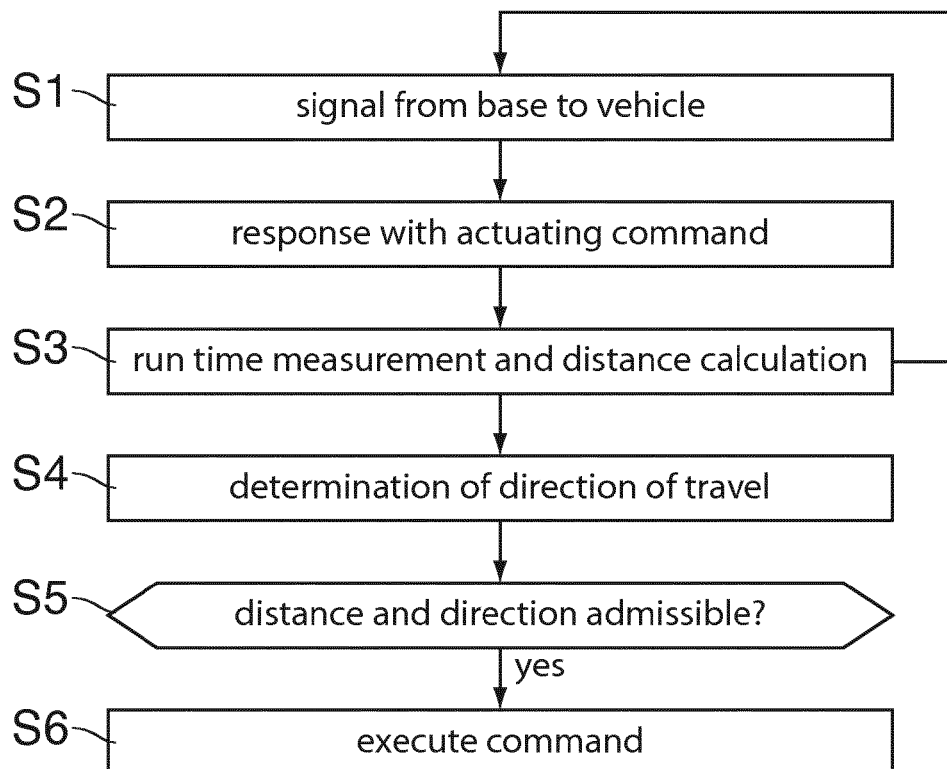 S1 signal from base to vehicle
S2 response with actuating command
S3 run time measurement and distance calculation
S4 determination of direction of travel
S5 distance and direction admissible?
yes
S6 execute command